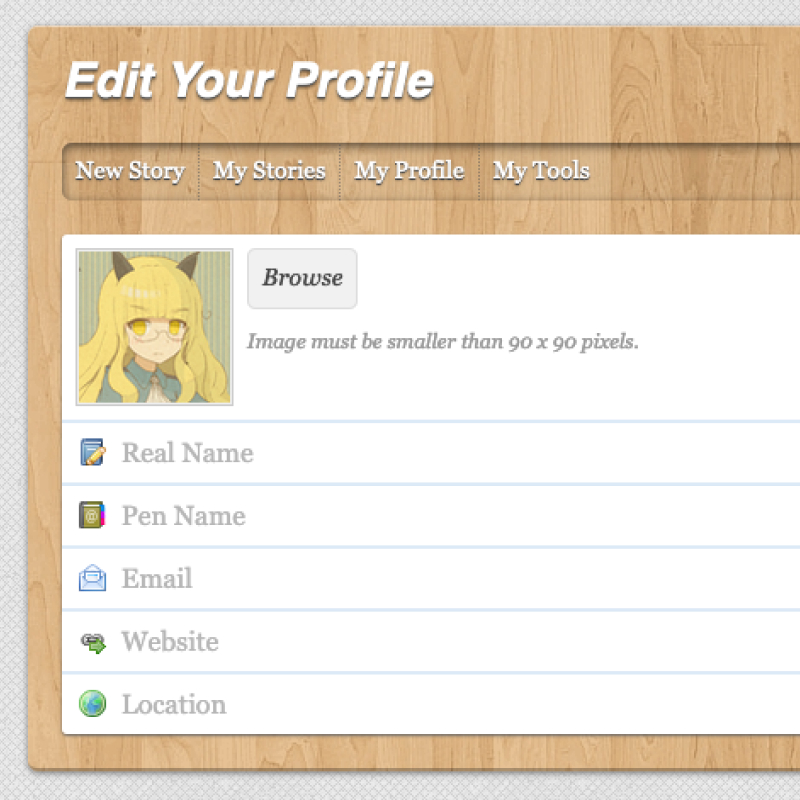 Edit Your Profile
New Story My Stories My Profile My Tools
Browse
Image must be smaller than 90 x 90 pixels.
Real Name
Pen Name
Email
Website
Location